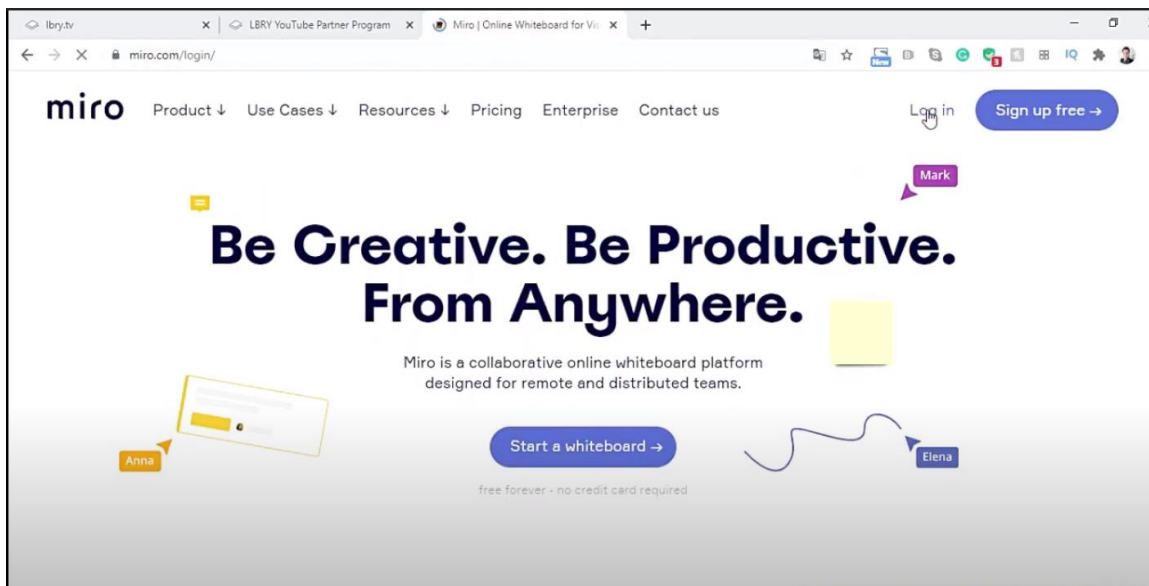 lbry.tv
LBRY YouTube Partner Program
Miro | Online Whiteboard for Vis
miro.com/login/
New
3
IQ
miro
Product ↓
Use Cases ↓
Resources ↓
Pricing
Enterprise
Contact us
Log in
Sign up free →
Mark
Be Creative. Be Productive.
From Anywhere.
Miro is a collaborative online whiteboard platform
designed for remote and distributed teams.
Start a whiteboard →
Anna
Elena
free forever - no credit card required